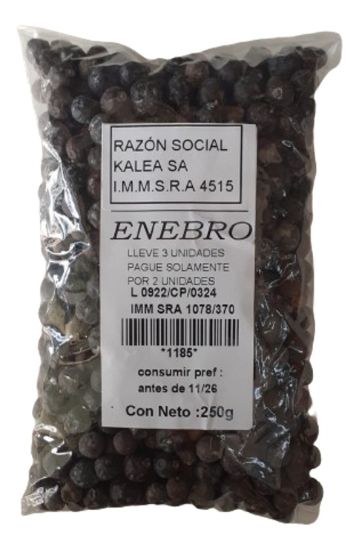 RAZÓN SOCIAL
KALEA SA
I.M.M.S.R.A 4515
ENEBRO
LLEVE 3 UNIDADES
PAGUE SOLAMENTE
POR 2 UNIDADES
L 0922/CP/0324
IMM SRA 1078/370
*1185*
consumir pref :
antes de 11/26
Con Neto :250g